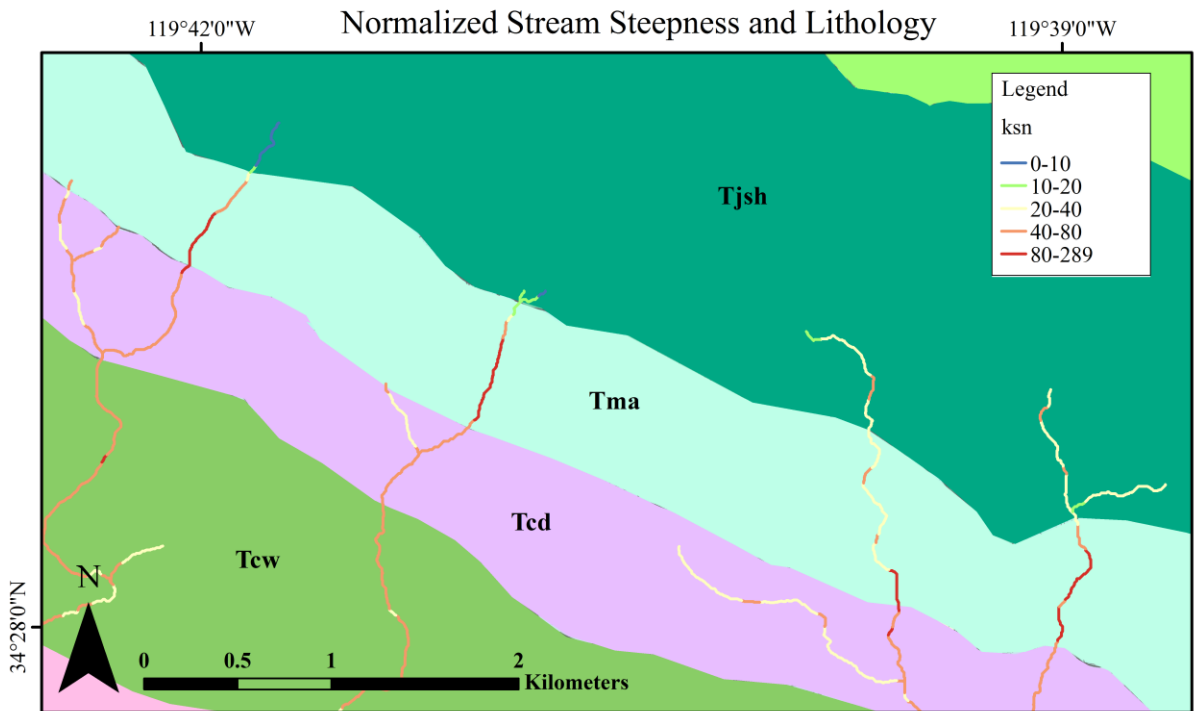 Normalized Stream Steepness and Lithology
119°42'0"W
119°39'0"W
Legend
ksn
0-10
10-20
20-40
40-80
80-289
Tjsh
Tma
Tcd
Tcw
N
34°28'0"N
0 0.5 1 2
Kilometers